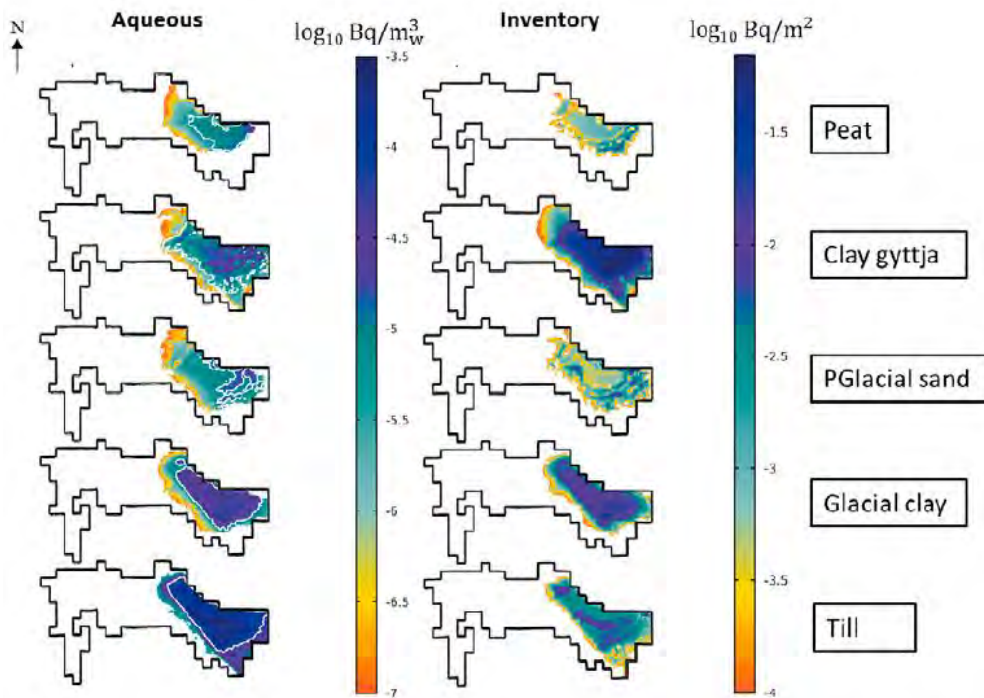 Aqueous
log₁₀ Bq/m³w
Inventory
log₁₀ Bq/m²
N
-3.5
-4
-4.5
-5
-5.5
-6
-6.5
-7
-1.5
-2
-2.5
-3
-3.5
-4
Peat
Clay gyttja
PGlacial sand
Glacial clay
Till